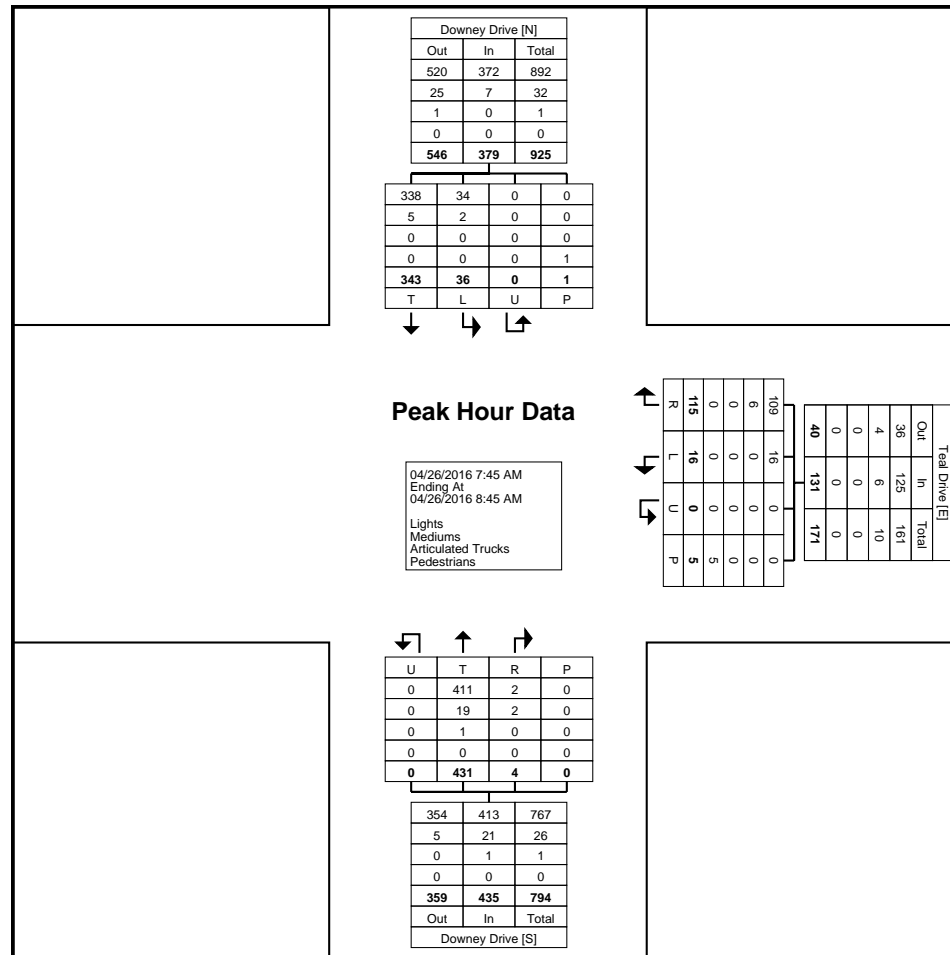 Downey Drive [N]
Out In Total
520 372 892
25 7 32
1 0 1
0 0 0
546 379 925
338 34 0 0
5 2 0 0
0 0 0 0
0 0 0 1
343 36 0 1
T L U P
Peak Hour Data
04/26/2016 7:45 AM
Ending At
04/26/2016 8:45 AM
Lights
Mediums
Articulated Trucks
Pedestrians
Teal Drive [E]
Out In Total
36 125 161
4 6 10
0 0 0
0 0 0
40 131 171
109 16 0 0
6 0 0 0
0 0 0 0
0 0 0 5
115 16 0 5
R L U P
U T R P
0 411 2 0
0 19 2 0
0 1 0 0
0 0 0 0
0 431 4 0
354 413 767
5 21 26
0 1 1
0 0 0
359 435 794
Out In Total
Downey Drive [S]